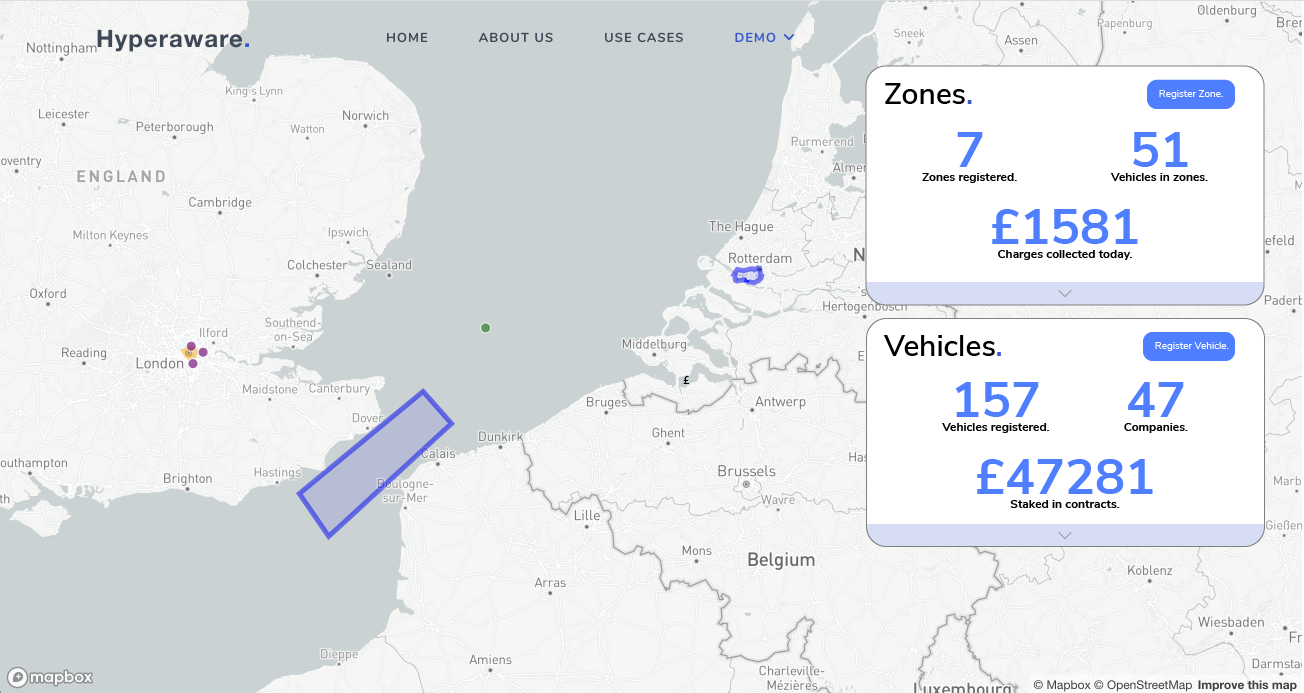 Hyperaware.
HOME
ABOUT US
USE CASES
DEMO
Zones.
Register Zone.
7
Zones registered.
51
Vehicles in zones.
£1581
Charges collected today.
Vehicles.
Register Vehicle.
157
Vehicles registered.
47
Companies.
£47281
Staked in contracts.
Nottingham
King's Lynn
Leicester
Peterborough
Norwich
Watton
oventry
ENGLAND
Cambridge
Milton Keynes
Ipswich
Colchester
Sealand
Oxford
Ilford
Southend-
on-Sea
Reading
London
Maidstone
Canterbury
Dover
outhampton
Hastings
Brighton
th
Calais
Dunkirk
Boulogne-
sur-Mer
Dieppe
Amiens
Arras
Lille
Mons
Belgium
Bruges
Ghent
Antwerp
Brussels
Wavre
Middelburg
£
The Hague
Rotterdam
Purmerend
Almer
N
's
Hertogenbosch
Has
Sneek
Assen
Papenburg
Oldenburg
Brer
efeld
Paderb
Marb
Gießen
Koblenz
Wiesbaden
Fr
Darmsta
Charleville-
Mézières
Luxembourg
mapbox
© Mapbox © OpenStreetMap Improve this map